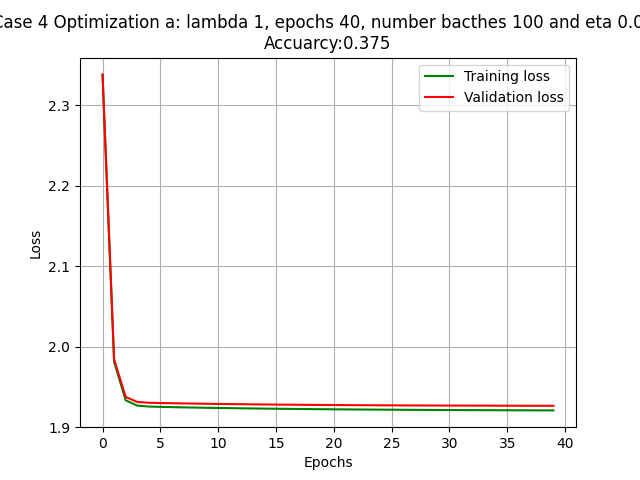 Case 4 Optimization a: lambda 1, epochs 40, number bacthes 100 and eta 0.0
Accuarcy:0.375
Training loss
Validation loss
2.3
2.2
2.1
2.0
1.9
Loss
0 5 10 15 20 25 30 35 40
Epochs